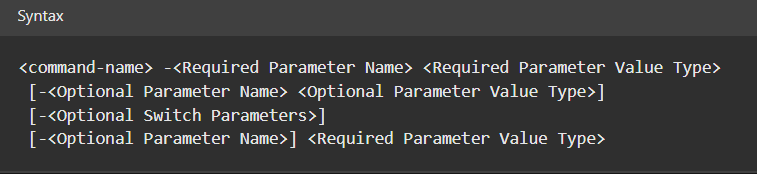 Syntax
<command-name> -<Required Parameter Name> <Required Parameter Value Type>
[-<Optional Parameter Name> <Optional Parameter Value Type>]
[-<Optional Switch Parameters>]
[-<Optional Parameter Name>] <Required Parameter Value Type>